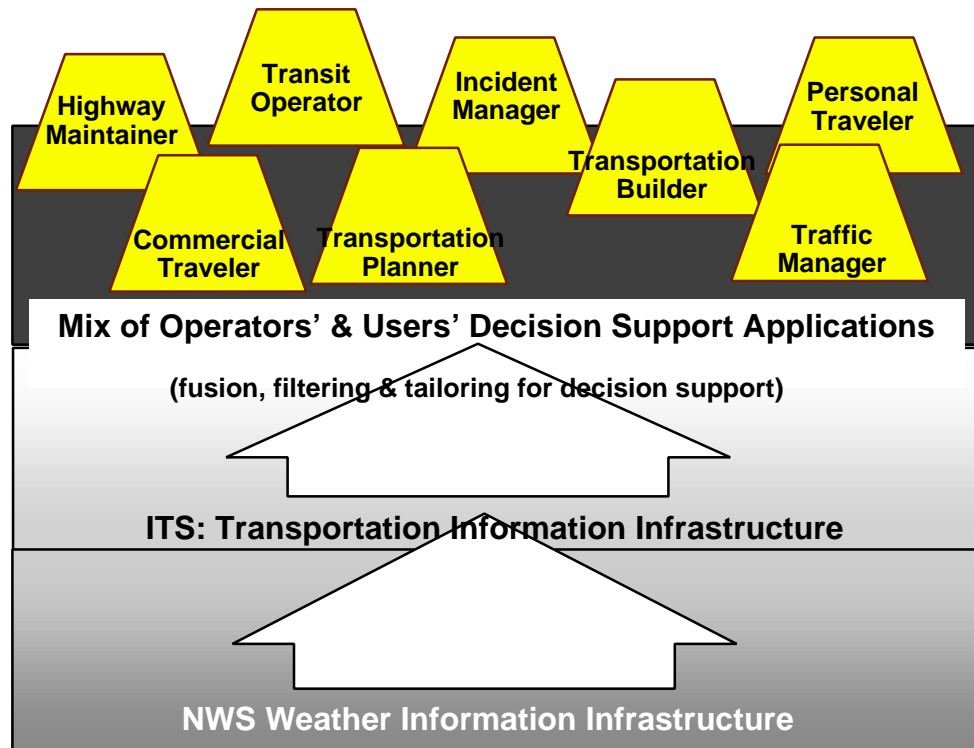 Highway
Maintainer
Transit
Operator
Incident
Manager
Transportation
Builder
Personal
Traveler
Commercial
Traveler
Transportation
Planner
Traffic
Manager
Mix of Operators’ & Users’ Decision Support Applications
(fusion, filtering & tailoring for decision support)
ITS: Transportation Information Infrastructure
NWS Weather Information Infrastructure